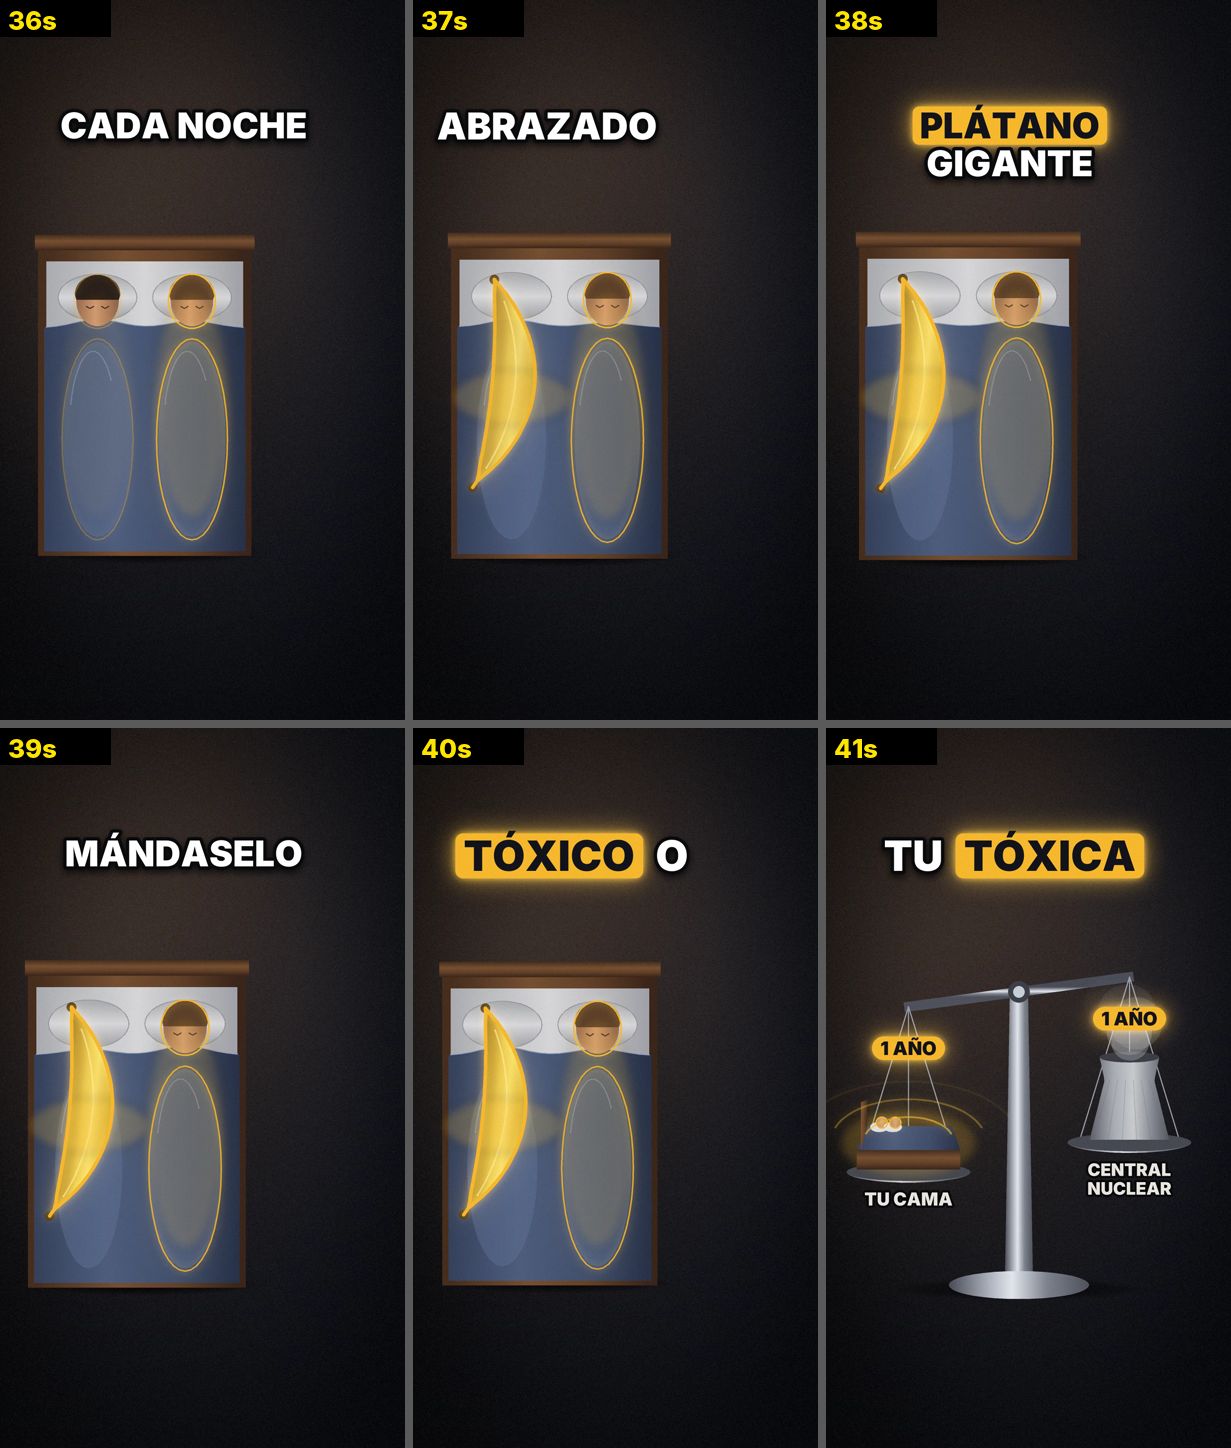 36s
CADA NOCHE
37s
ABRAZADO
38s
PLÁTANO
GIGANTE
39s
MÁNDASELO
40s
TÓXICO O
41s
TU TÓXICA
1 AÑO
1 AÑO
TU CAMA
CENTRAL
NUCLEAR